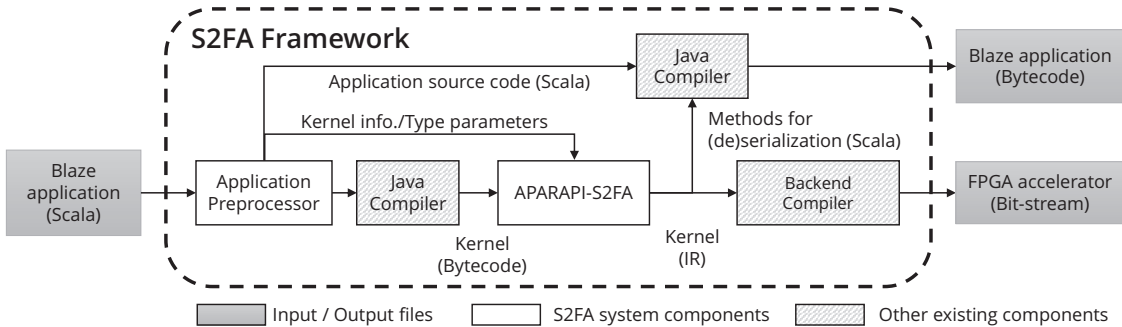 S2FA Framework
Java
Compiler
Blaze application
(Bytecode)
Application source code (Scala)
Methods for
(de)serialization (Scala)
Kernel info./Type parameters
Blaze
application
(Scala)
Application
Preprocessor
Java
Compiler
APARAPI-S2FA
Backend
Compiler
FPGA accelerator
(Bit-stream)
Kernel
(Bytecode)
Kernel
(IR)
Input / Output files
S2FA system components
Other existing components